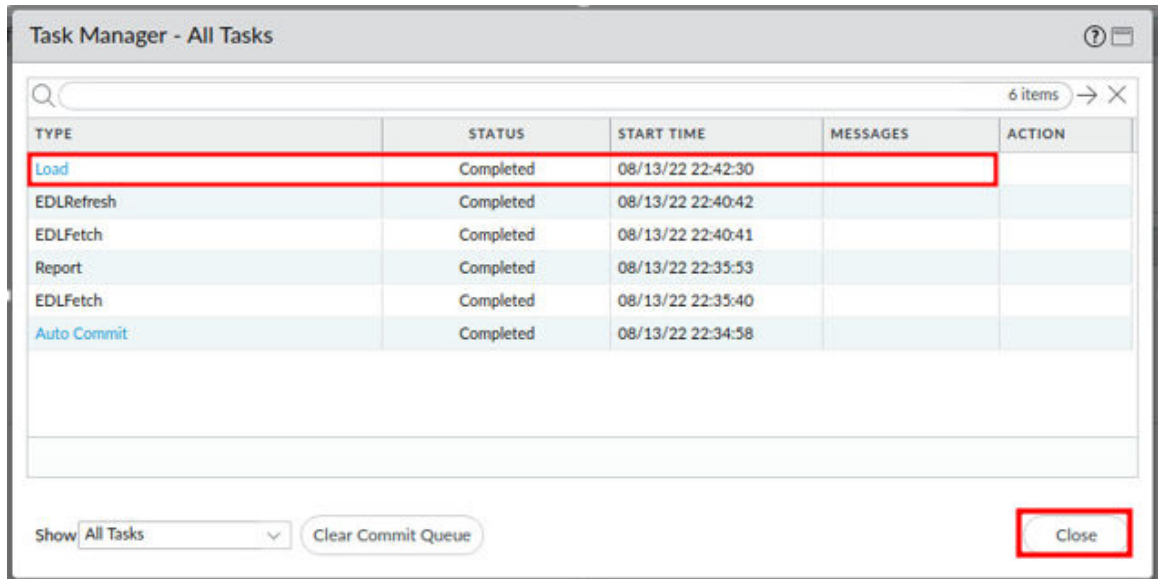 Task Manager - All Tasks
6 items
TYPE STATUS START TIME MESSAGES ACTION
Load Completed 08/13/22 22:42:30
EDLRefresh Completed 08/13/22 22:40:42
EDLFetch Completed 08/13/22 22:40:41
Report Completed 08/13/22 22:35:53
EDLFetch Completed 08/13/22 22:35:40
Auto Commit Completed 08/13/22 22:34:58
Show All Tasks Clear Commit Queue Close